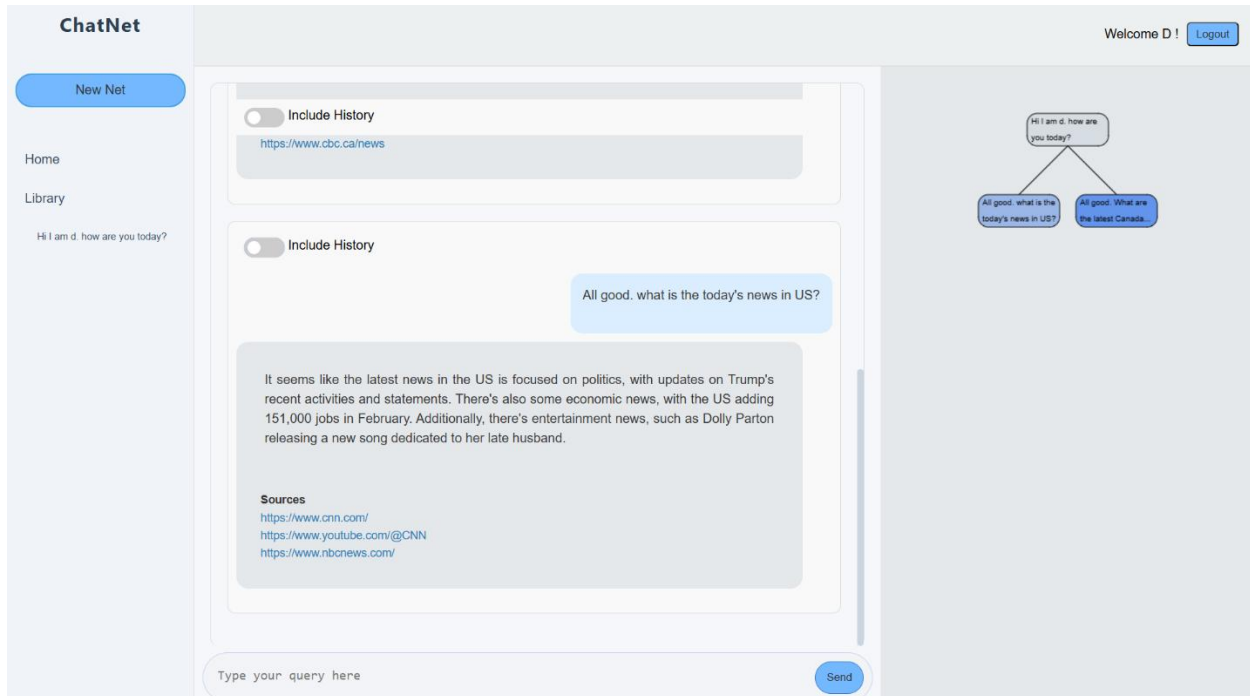 ChatNet
Welcome D !
Logout
New Net
Home
Library
Hi I am d. how are you today?
Include History
https://www.cbc.ca/news
Include History
All good. what is the today's news in US?
It seems like the latest news in the US is focused on politics, with updates on Trump's
recent activities and statements. There's also some economic news, with the US adding
151,000 jobs in February. Additionally, there's entertainment news, such as Dolly Parton
releasing a new song dedicated to her late husband.
Sources
https://www.cnn.com/
https://www.youtube.com/@CNN
https://www.nbcnews.com/
Type your query here
Send
Hi I am d. how are
you today?
All good. what is the
today's news in US?
All good. What are
the latest Canada...